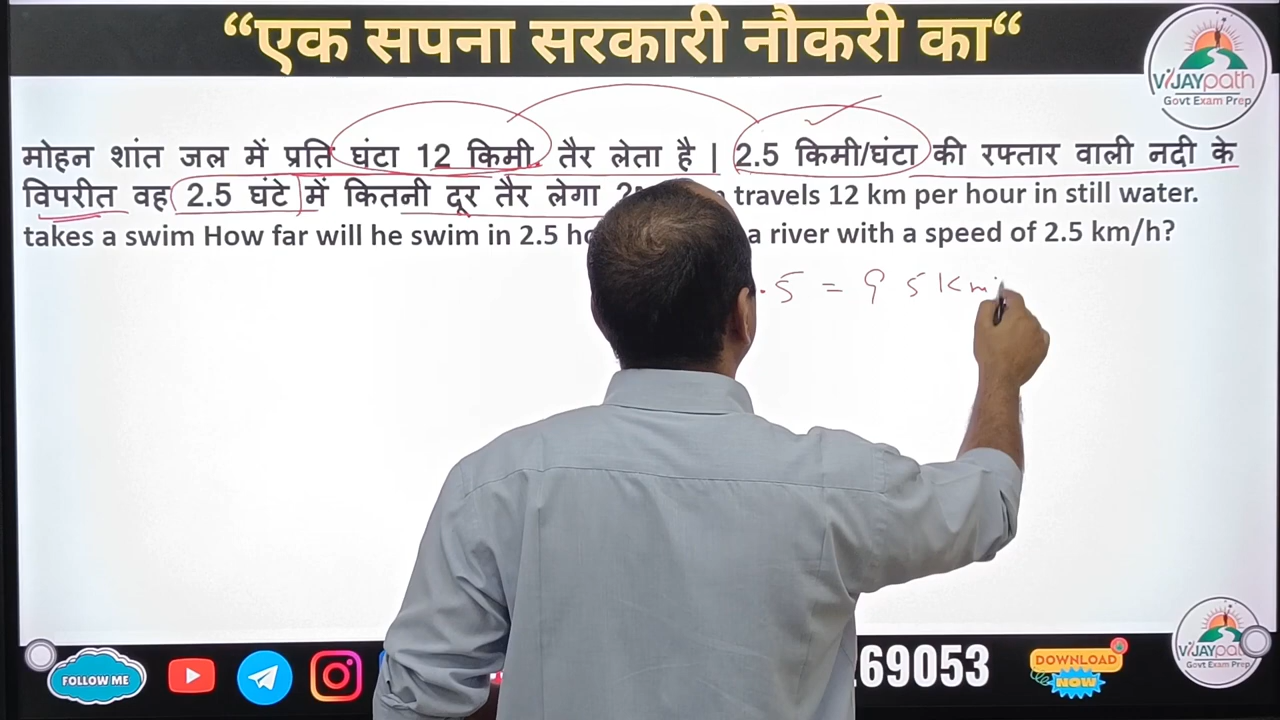 “एक सपना सरकारी नौकरी का“
VIJAYpath
Govt Exam Prep
मोहन शांत जल में प्रति घंटा 12 किमी. तैर लेता है | 2.5 किमी/घंटा की रफ्तार वाली नदी के
विपरीत वह 2.5 घंटे में कितनी दूर तैर लेगा travels 12 km per hour in still water.
takes a swim How far will he swim in 2.5 a river with a speed of 2.5 km/h?
.5 = 9 5 Km
FOLLOW ME
269053
DOWNLOAD
NOW
VIJAYpath
Govt Exam Prep